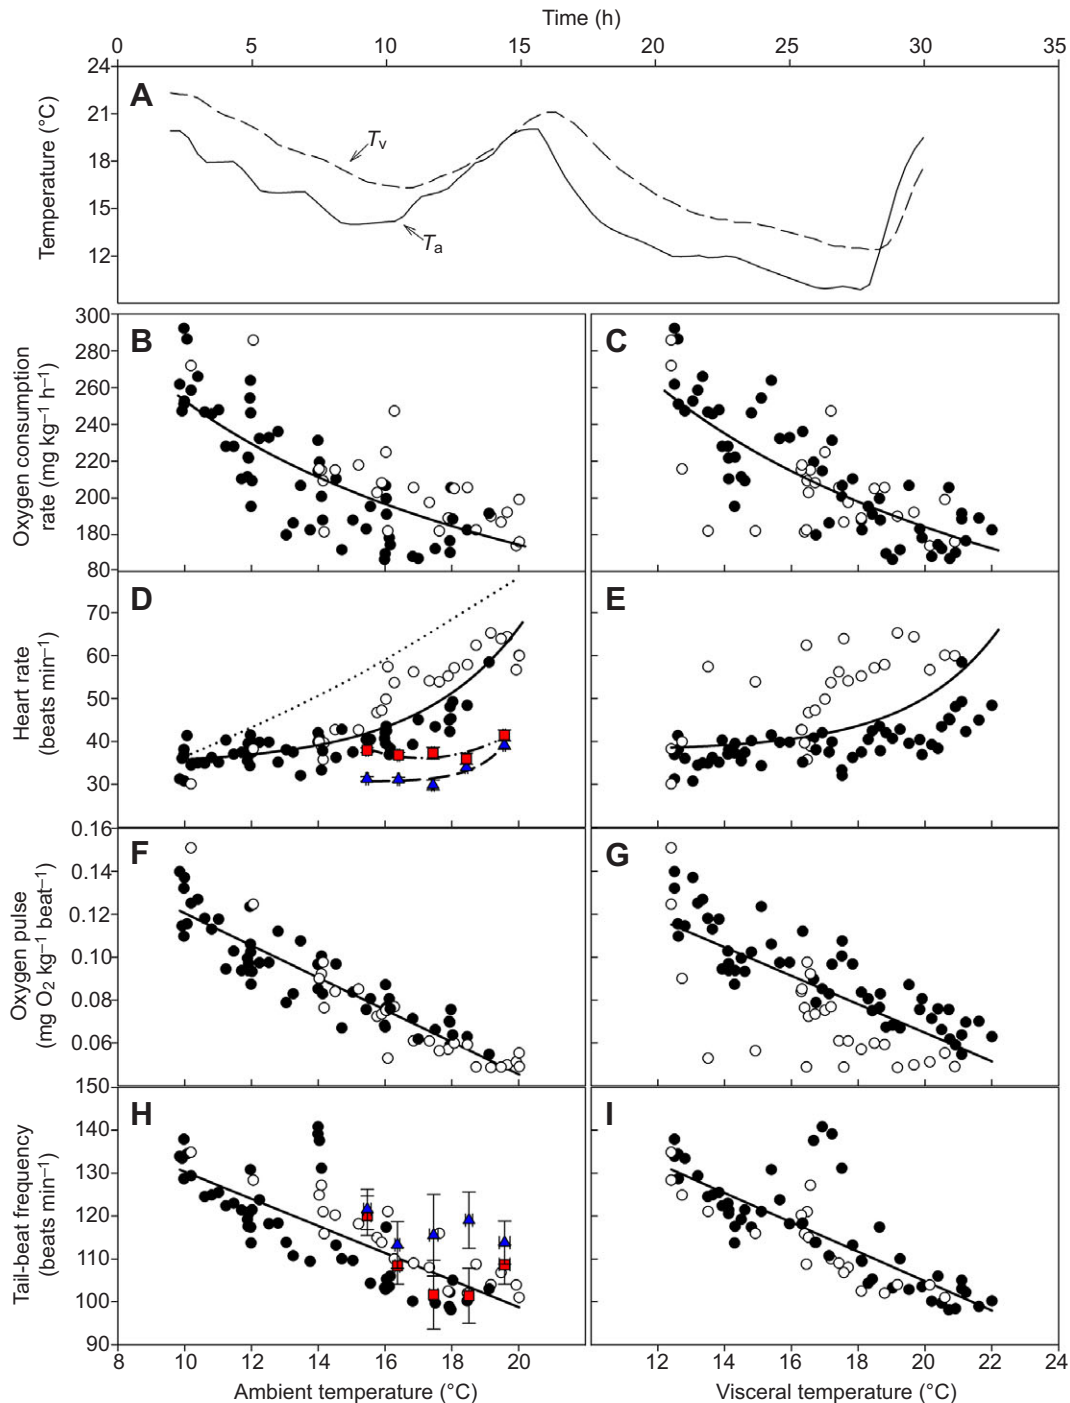 Time (h)
0 5 10 15 20 25 30 35
A
Temperature (°C)
24
21
18
15
12
Tv
Ta
B
C
Oxygen consumption
rate (mg kg–1 h–1)
300
280
260
240
220
200
180
80
D
E
Heart rate
(beats min–1)
70
60
50
40
30
0.16
F
G
Oxygen pulse
(mg O2 kg–1 beat–1)
0.14
0.12
0.10
0.08
0.06
150
H
I
Tail-beat frequency
(beats min–1)
140
130
120
110
100
90
8 10 12 14 16 18 20
12 14 16 18 20 22 24
Ambient temperature (°C)
Visceral temperature (°C)